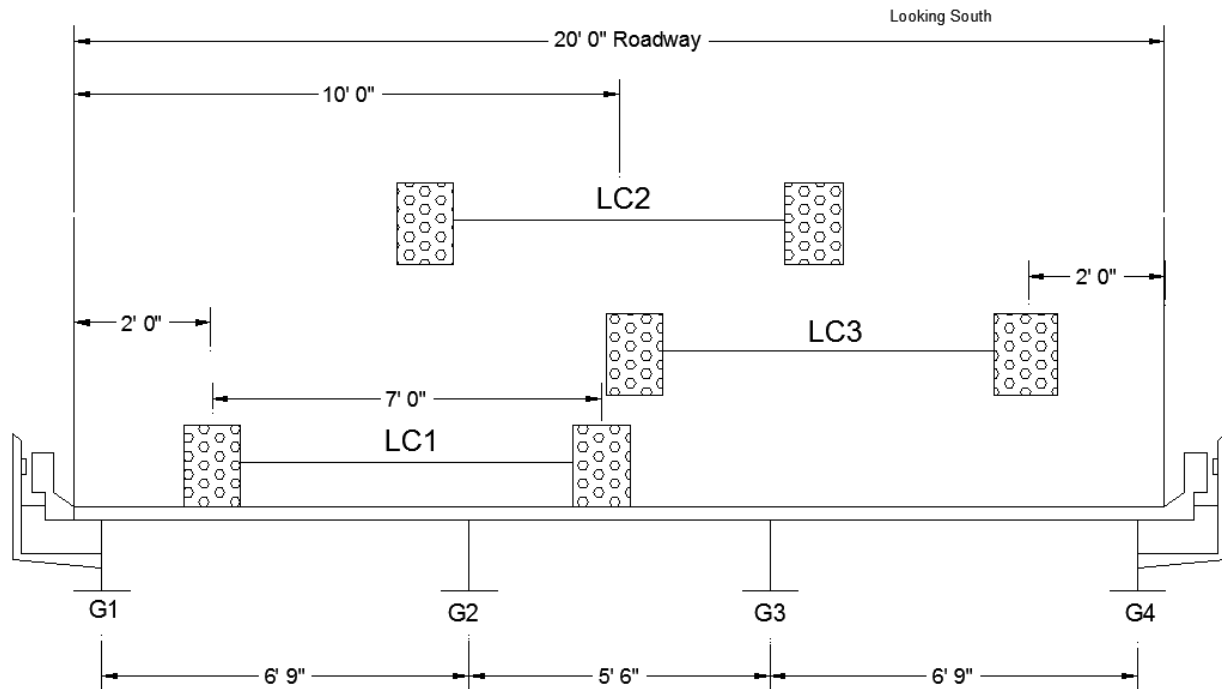 Looking South
20' 0" Roadway
10' 0"
LC2
2' 0"
2' 0"
LC3
7' 0"
LC1
G1 G2 G3 G4
6' 9" 5' 6" 6' 9"